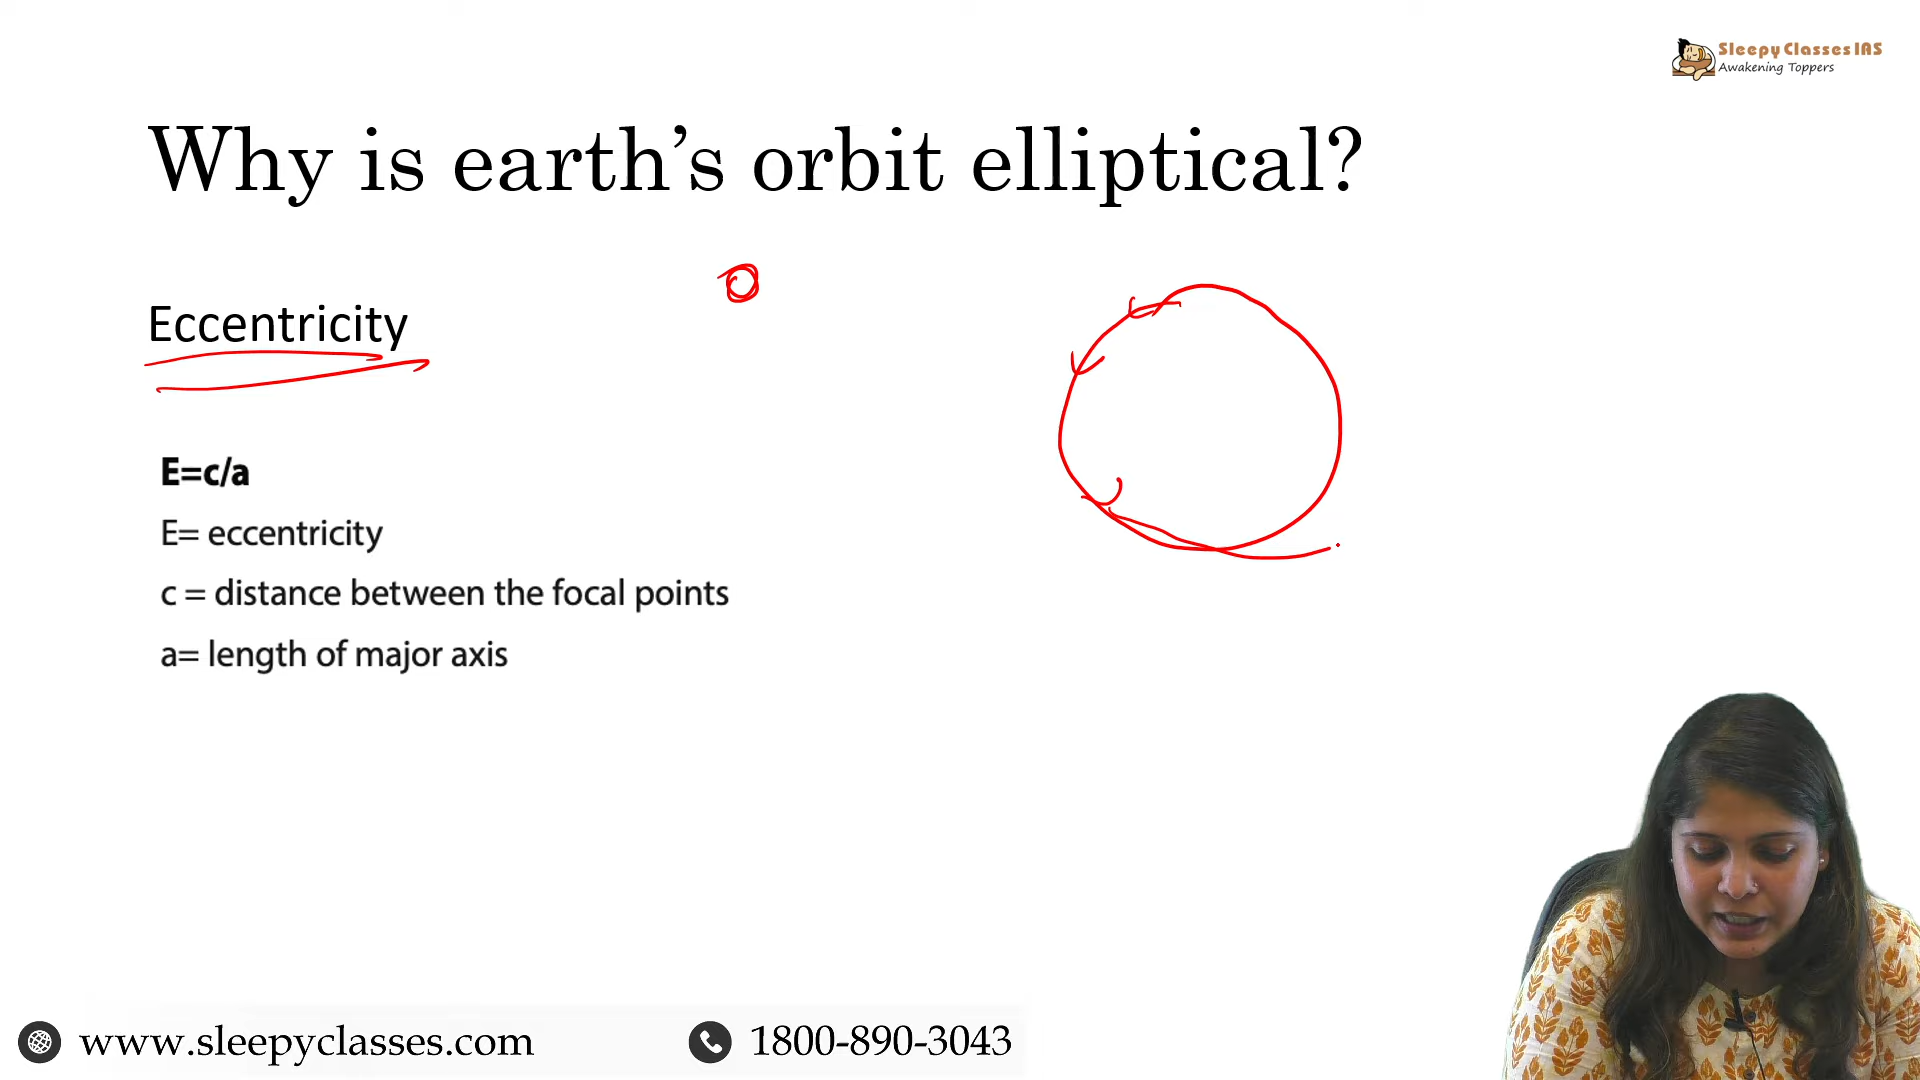 Sleepy Classes IAS
Awakening Toppers
Why is earth’s orbit elliptical?
Eccentricity
E=c/a
E= eccentricity
c = distance between the focal points
a= length of major axis
www.sleepyclasses.com
1800-890-3043